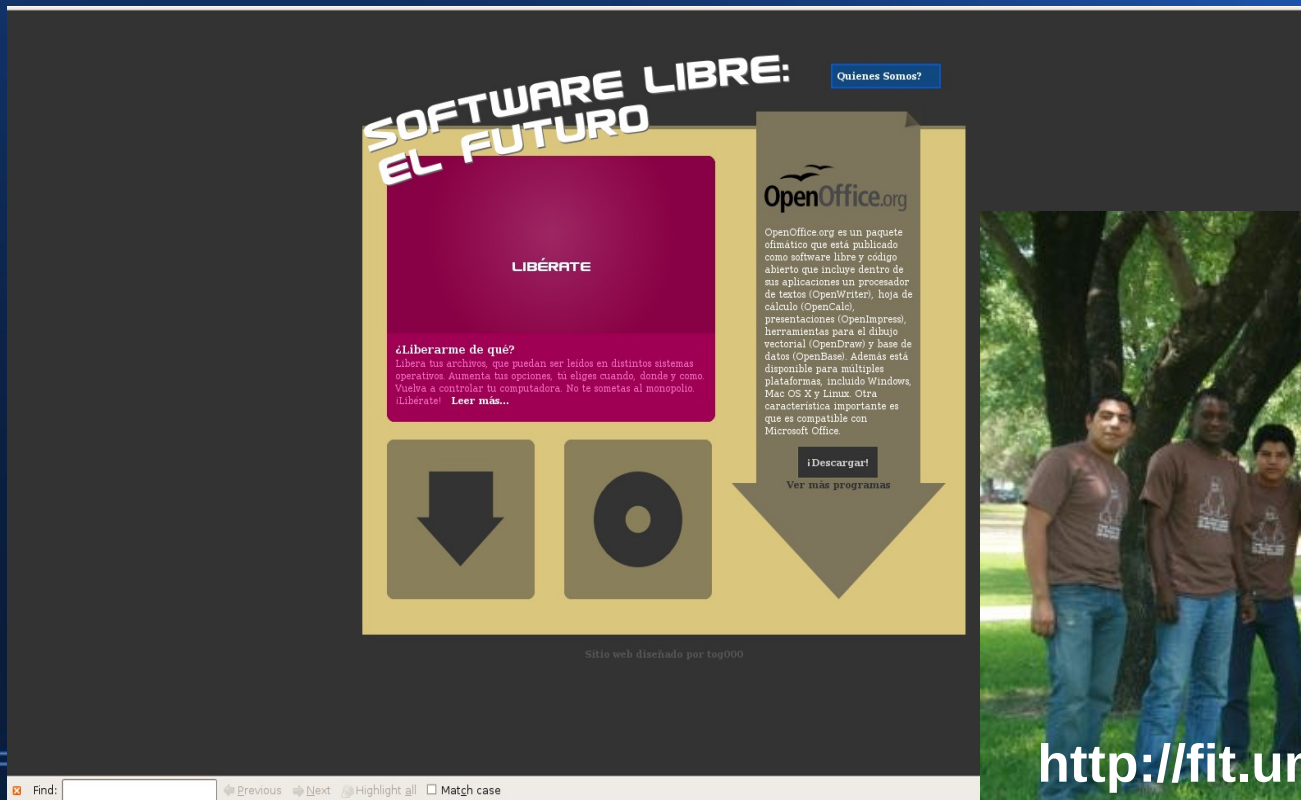 SOFTWARE LIBRE:
EL FUTURO
Quienes Somos?
LIBÉRATE
¿Liberarme de qué?
Libera tus archivos, que puedan ser leídos en distintos sistemas
operativos. Aumenta tus opciones, tú eliges cuando, donde y como.
Vuelva a controlar tu computadora. No te sometas al monopolio.
¡Libérate! Leer más...
OpenOffice.org
OpenOffice.org es un paquete
ofimático que está publicado
como software libre y código
abierto que incluye dentro de
sus aplicaciones un procesador
de textos (OpenWriter), hoja de
cálculo (OpenCalc),
presentaciones (OpenImpress),
herramientas para el dibujo
vectorial (OpenDraw) y base de
datos (OpenBase). Además está
disponible para múltiples
plataformas, incluido Windows,
Mac OS X y Linux. Otra
característica importante es
que es compatible con
Microsoft Office.
¡Descargar!
Ver más programas
Sitio web diseñado por tog000
http://fit.un
Find: Previous Next Highlight all Match case